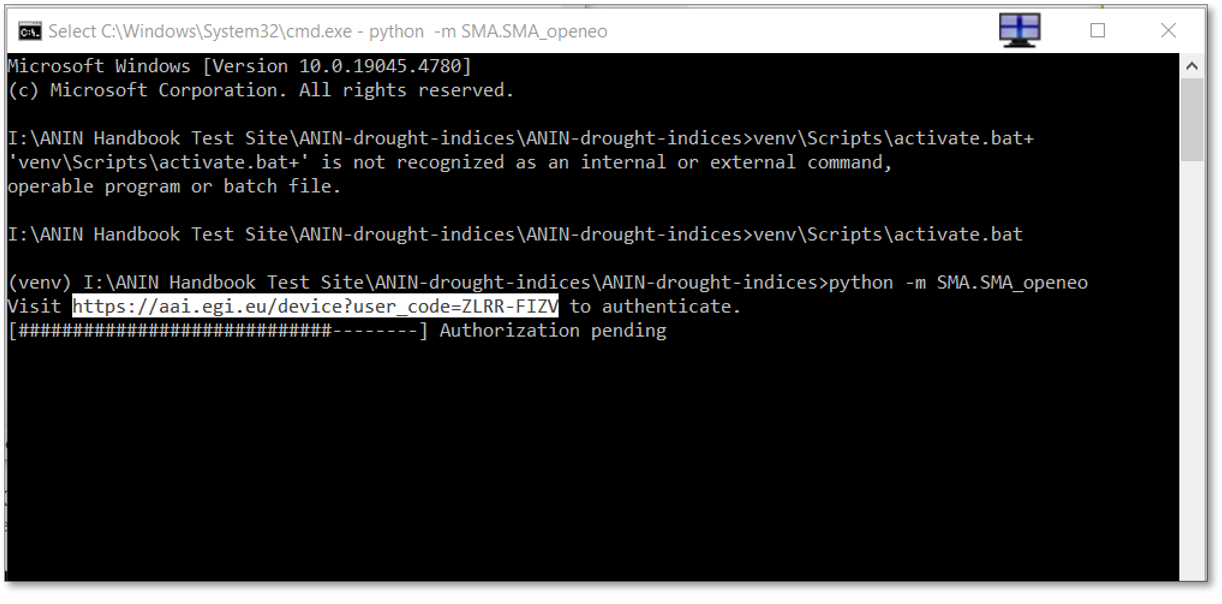 Select C:\Windows\System32\cmd.exe - python  -m SMA.SMA_openeo
Microsoft Windows [Version 10.0.19045.4780]
(c) Microsoft Corporation. All rights reserved.
I:\ANIN Handbook Test Site\ANIN-drought-indices\ANIN-drought-indices>venv\Scripts\activate.bat+
'venv\Scripts\activate.bat+' is not recognized as an internal or external command,
operable program or batch file.
I:\ANIN Handbook Test Site\ANIN-drought-indices\ANIN-drought-indices>venv\Scripts\activate.bat
(venv) I:\ANIN Handbook Test Site\ANIN-drought-indices\ANIN-drought-indices>python -m SMA.SMA_openeo
Visit https://aai.egi.eu/device?user_code=ZLRR-FIZV to authenticate.
[#############################--------] Authorization pending